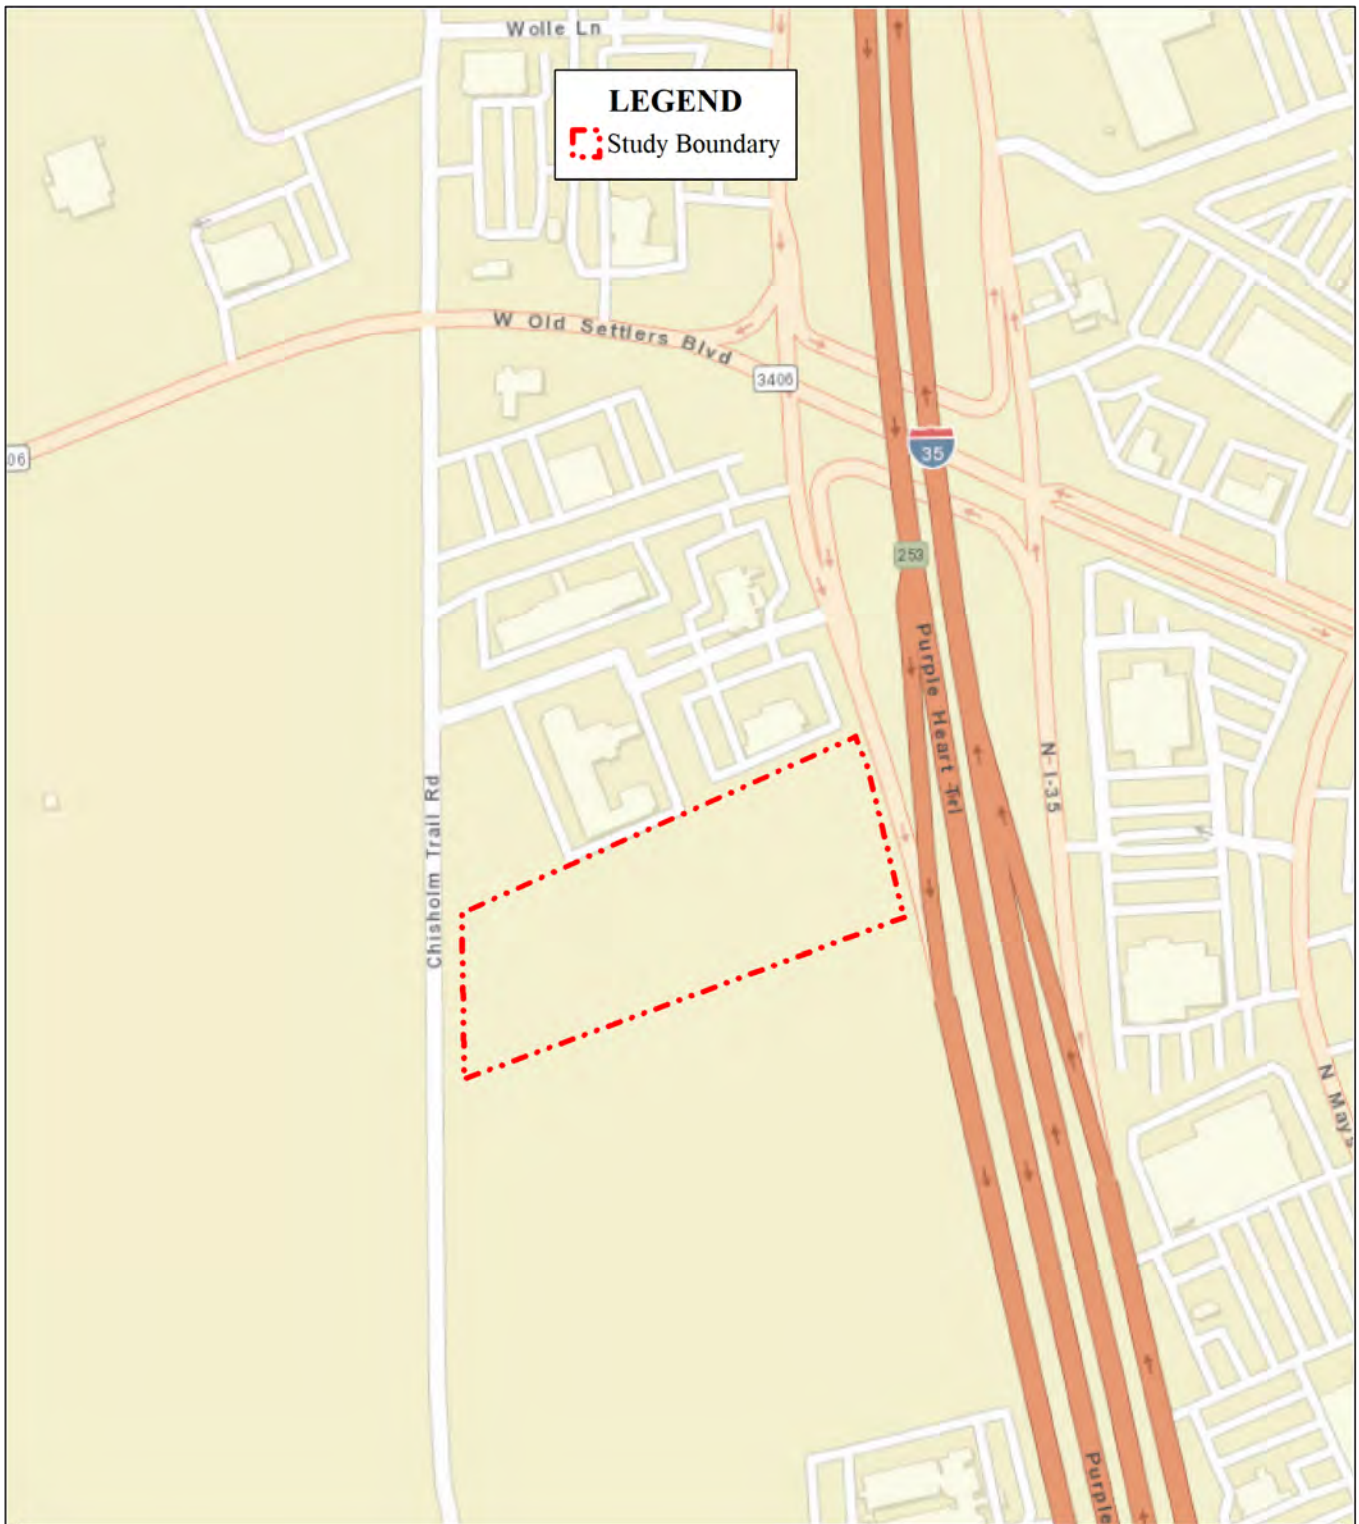 Wolle Ln
LEGEND
Study Boundary
W Old Settlers Blvd
3406
06
35
253
Purple Heart Trl
N-I-35
Chisholm Trail Rd
N Mays
Purple